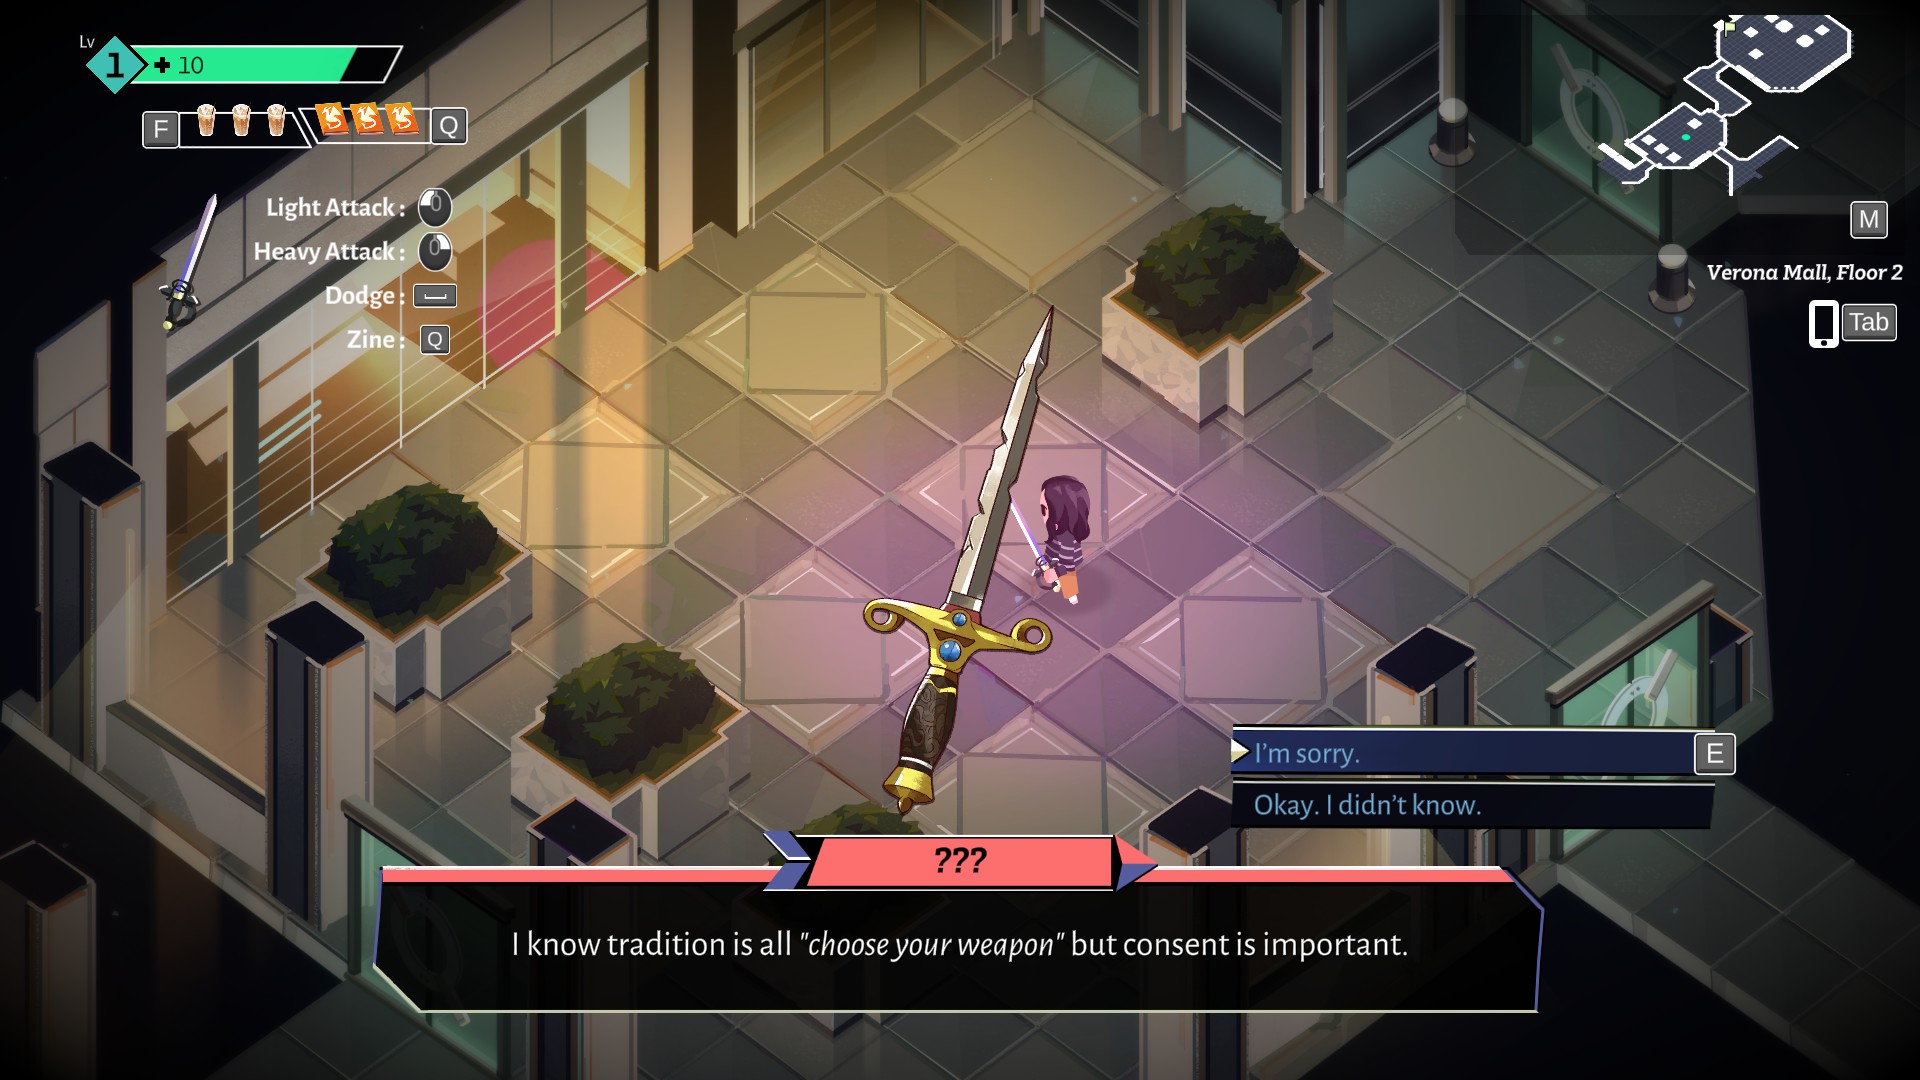 Lv
1
+ 10
F
Q
Light Attack :
Heavy Attack :
Dodge :
Zine :
Q
M
Verona Mall, Floor 2
Tab
I'm sorry.
E
Okay. I didn't know.
???
I know tradition is all "choose your weapon" but consent is important.